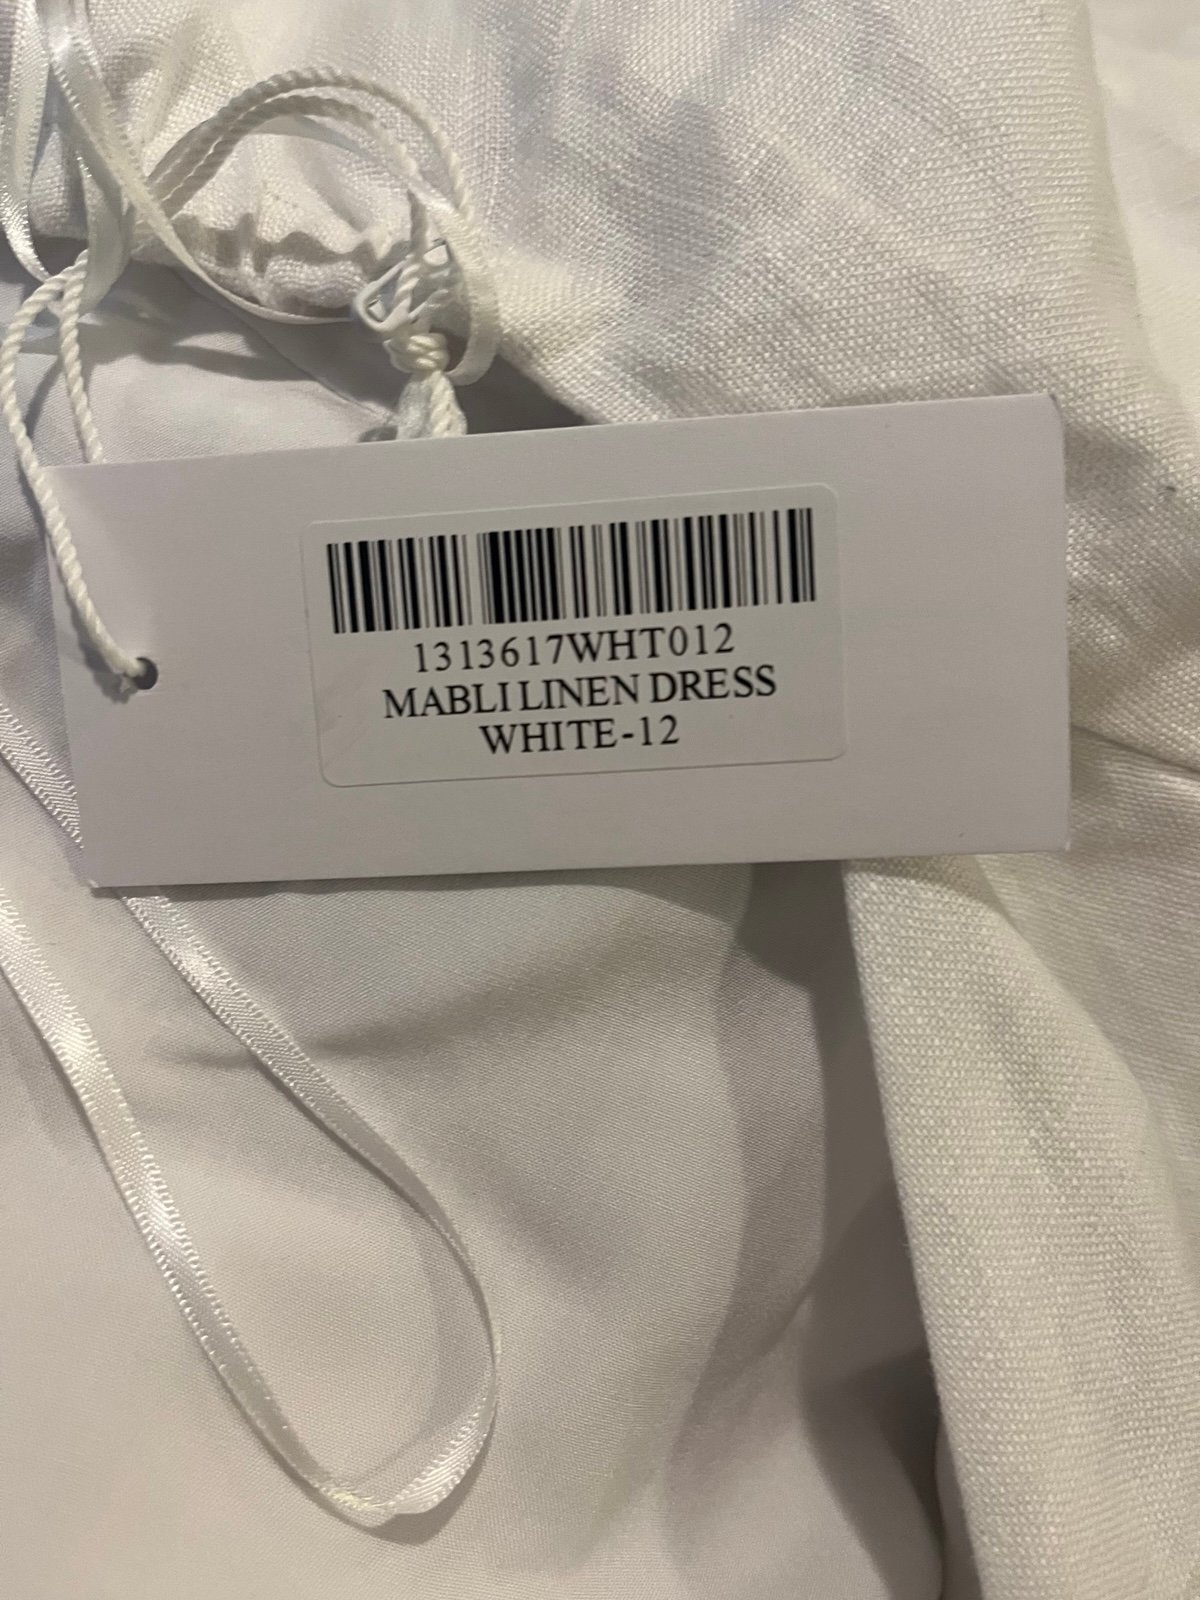 1313617WHT012
MABLI LINEN DRESS
WHITE-12